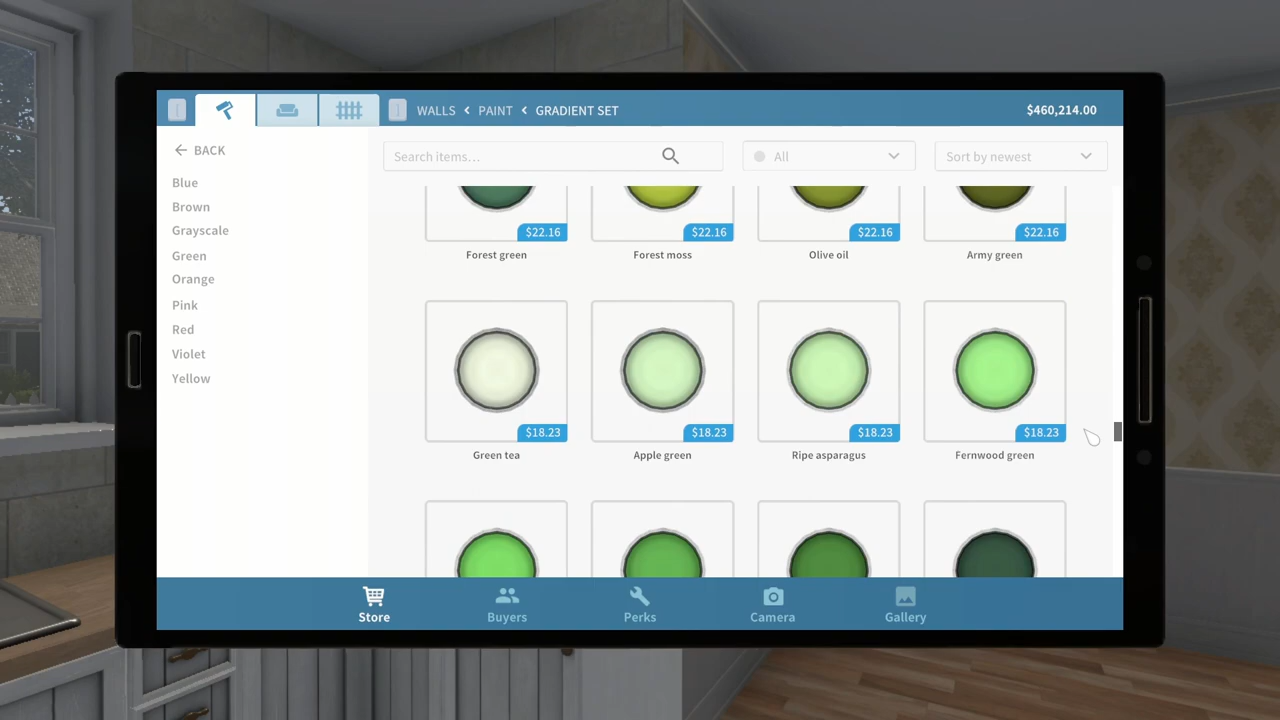 WALLS < PAINT < GRADIENT SET
$460,214.00
BACK
Search items...
All
Sort by newest
Blue
Brown
Grayscale
Green
Orange
Pink
Red
Violet
Yellow
$22.16 $22.16 $22.16 $22.16
Forest green Forest moss Olive oil Army green
$18.23 $18.23 $18.23 $18.23
Green tea Apple green Ripe asparagus Fernwood green
Store Buyers Perks Camera Gallery